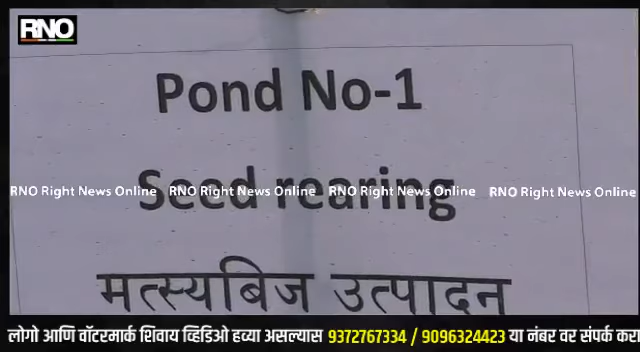 RNO
Pond No-1
RNO Right News Online RNO Right News Online RNO Right News Online RNO Right News Online
Seed rearing
मत्स्यबिज उत्पादन
लोगो आणि वॉटरमार्क शिवाय व्हिडिओ हव्या असल्यास 9372767334 / 9096324423 या नंबर वर संपर्क करा